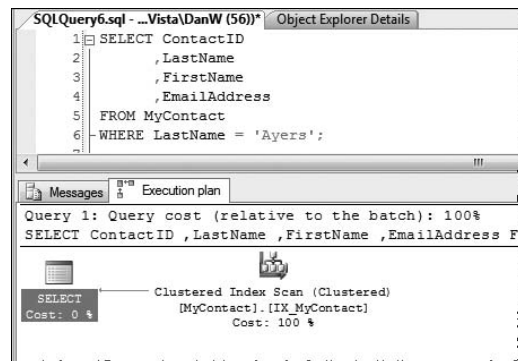 SQLQuery6.sql - ...Vista\DanW (56))* Object Explorer Details
1 SELECT ContactID
2 ,LastName
3 ,FirstName
4 ,EmailAddress
5 FROM MyContact
6 WHERE LastName = 'Ayers';
Messages Execution plan
Query 1: Query cost (relative to the batch): 100%
SELECT ContactID ,LastName ,FirstName ,EmailAddress F
SELECT
Cost: 0 %
Clustered Index Scan (Clustered)
[MyContact].[IX_MyContact]
Cost: 100 %